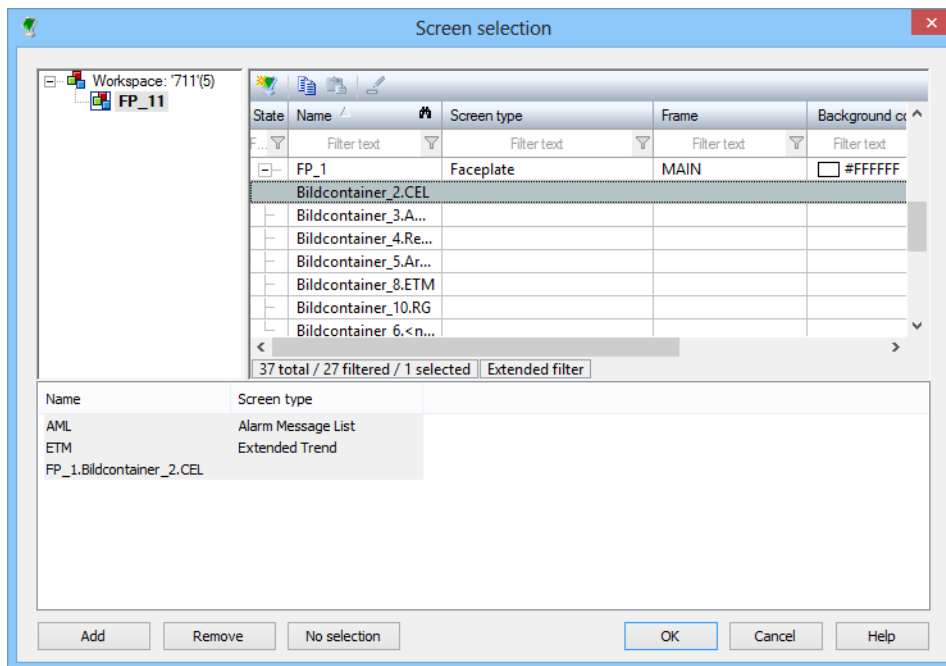 Screen selection
Workspace: '711'(5)
FP_11
State Name Screen type Frame Background co
F... Filter text Filter text Filter text Filter text
FP_1 Faceplate MAIN #FFFFFF
Bildcontainer_2.CEL
Bildcontainer_3.A...
Bildcontainer_4.Re...
Bildcontainer_5.Ar...
Bildcontainer_8.ETM
Bildcontainer_10.RG
Bildcontainer_6.<n...
37 total / 27 filtered / 1 selected Extended filter
Name Screen type
AML Alarm Message List
ETM Extended Trend
FP_1.Bildcontainer_2.CEL
Add Remove No selection OK Cancel Help